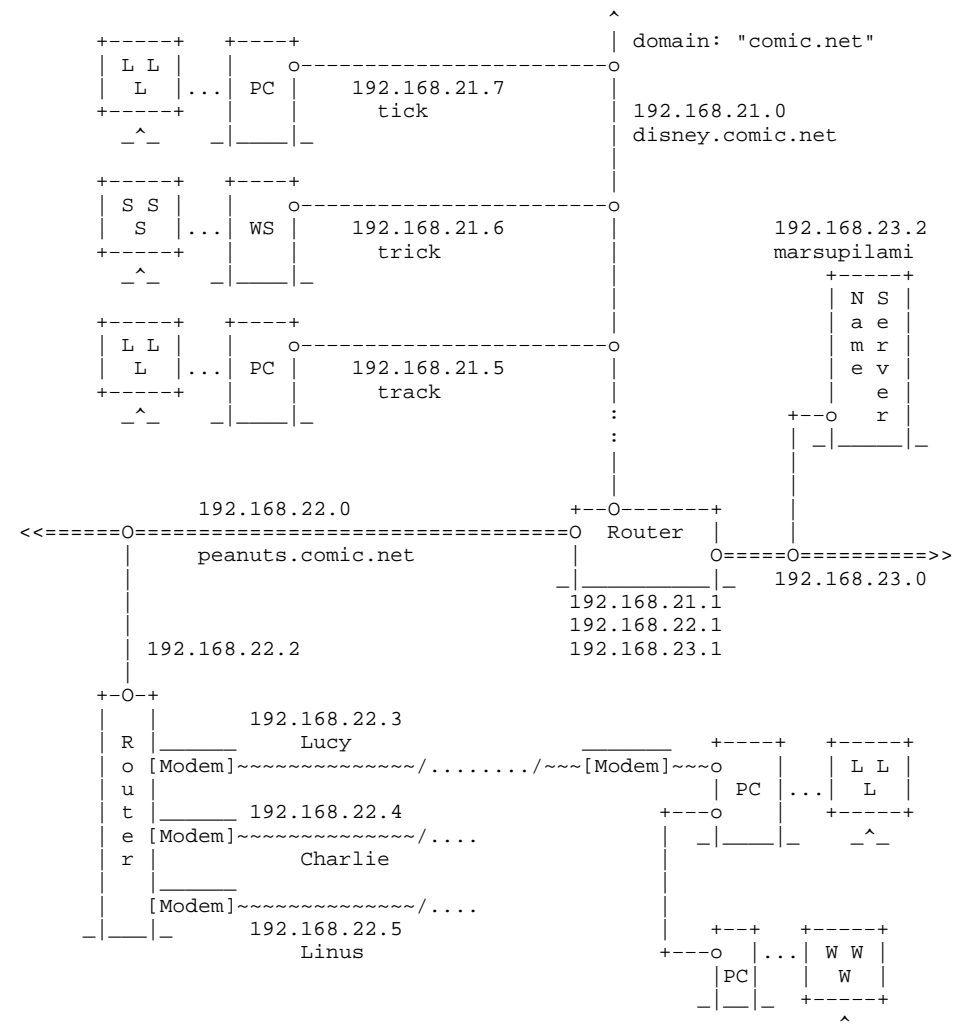 domain: "comic.net"
L L
L ... PC
192.168.21.7
tick
192.168.21.0
disney.comic.net
S S
S ... WS
192.168.21.6
trick
192.168.23.2
marsupilami
Name Server
L L
L ... PC
192.168.21.5
track
192.168.22.0
Router
peanuts.comic.net
192.168.23.0
192.168.21.1
192.168.22.1
192.168.23.1
192.168.22.2
Router
192.168.22.3
Lucy
[Modem]~~~~~~~~~~~~~~/......../~~~[Modem]~~~
PC ... L L
L
192.168.22.4
[Modem]~~~~~~~~~~~~~~/....
Charlie
[Modem]~~~~~~~~~~~~~~/....
192.168.22.5
Linus
PC ... W W
W